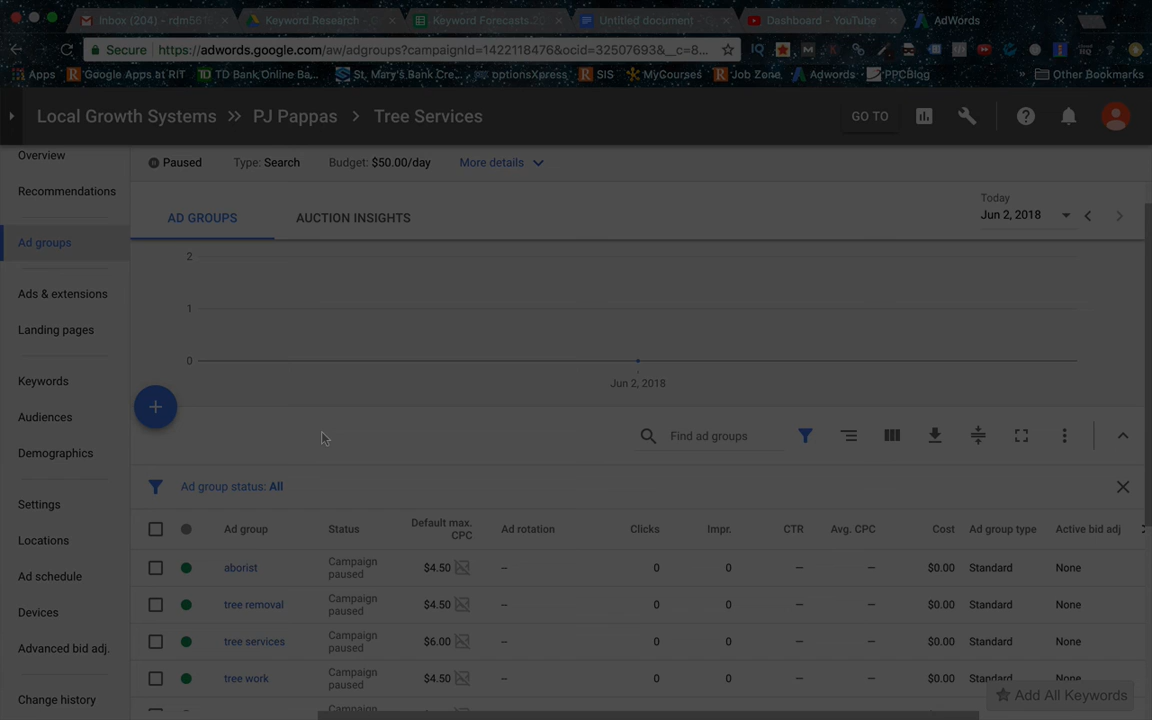 Inbox (204) - rdm561
Keyword Research - G
Keyword Forecasts.20
Untitled document -
Dashboard - YouTube
AdWords
Secure
https://adwords.google.com/aw/adgroups?campaignId=1422118476&ocid=32507693&__c=8...
Apps
Google Apps at RIT
TD Bank Online Ba...
St. Mary's Bank Cre...
optionsXpress
SIS
MyCourses
Job Zone
Adwords
PPCBlog
»
Other Bookmarks
Local Growth Systems » PJ Pappas > Tree Services
GO TO
Overview
Recommendations
Ad groups
Ads & extensions
Landing pages
Keywords
Audiences
Demographics
Settings
Locations
Ad schedule
Devices
Advanced bid adj.
Change history
Paused Type: Search Budget: $50.00/day More details
AD GROUPS AUCTION INSIGHTS
Today
Jun 2, 2018
2
1
0
Jun 2, 2018
Find ad groups
Ad group status: All
Ad group Status Default max. CPC Ad rotation Clicks Impr. CTR Avg. CPC Cost Ad group type Active bid adj
aborist Campaign paused $4.50 – 0 0 — — $0.00 Standard None
tree removal Campaign paused $4.50 – 0 0 — — $0.00 Standard None
tree services Campaign paused $6.00 – 0 0 — — $0.00 Standard None
tree work Campaign paused $4.50 – 0 0 — — $0.00 Standard None
Campaign
Add All Keywords